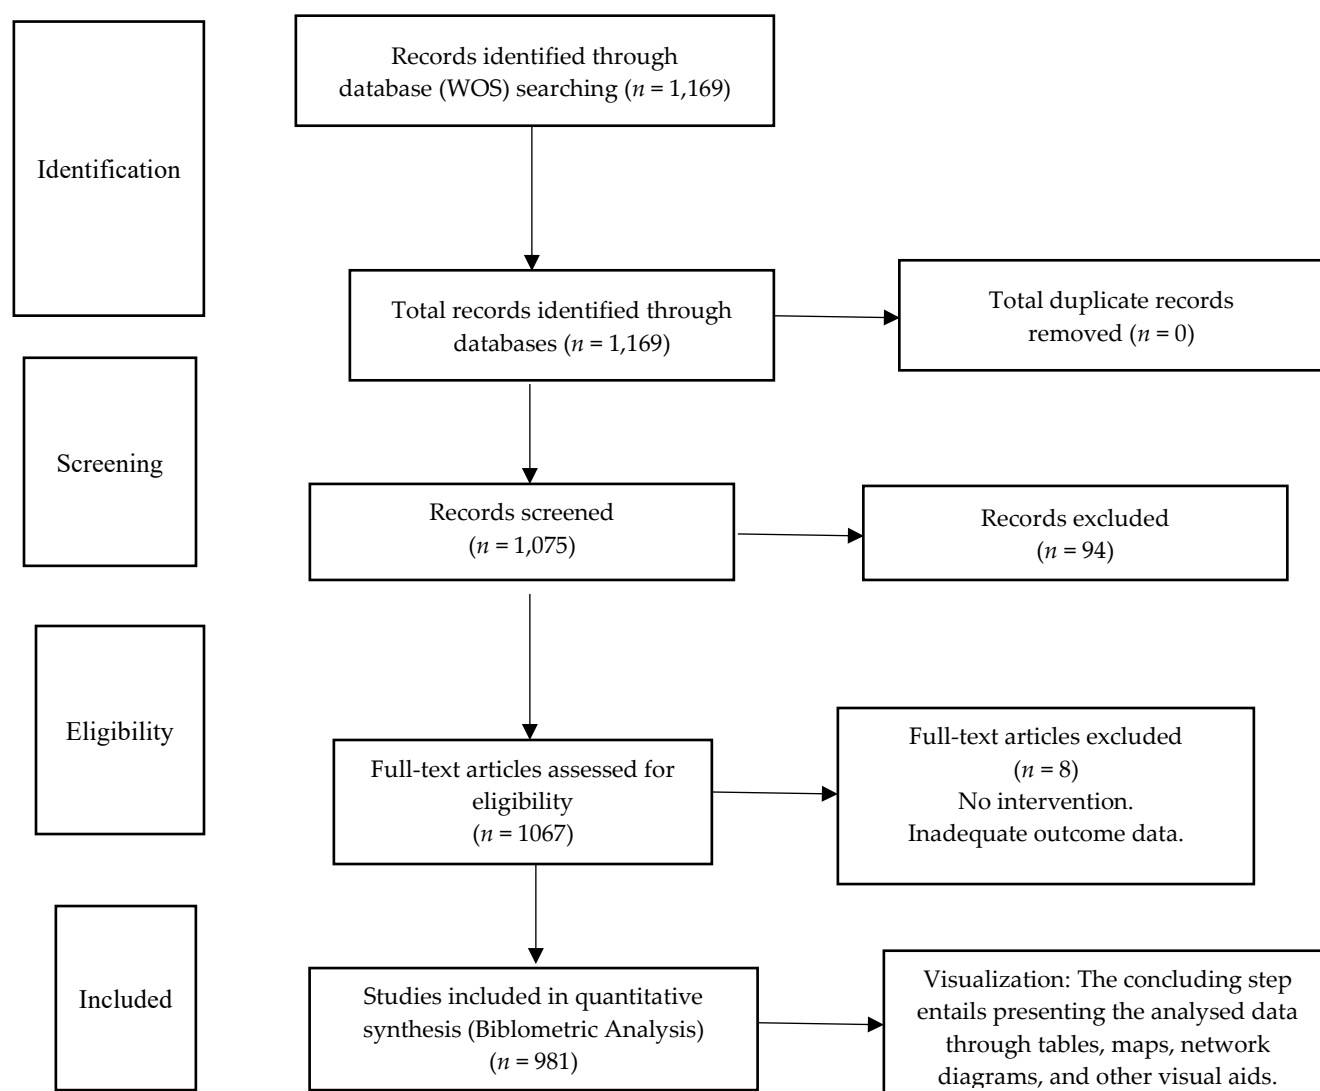 Identification
Records identified through
database (WOS) searching (n = 1,169)
Total records identified through
databases (n = 1,169)
Total duplicate records
removed (n = 0)
Screening
Records screened
(n = 1,075)
Records excluded
(n = 94)
Eligibility
Full-text articles assessed for
eligibility
(n = 1067)
Full-text articles excluded
(n = 8)
No intervention.
Inadequate outcome data.
Included
Studies included in quantitative
synthesis (Biblometric Analysis)
(n = 981)
Visualization: The concluding step
entails presenting the analysed data
through tables, maps, network
diagrams, and other visual aids.